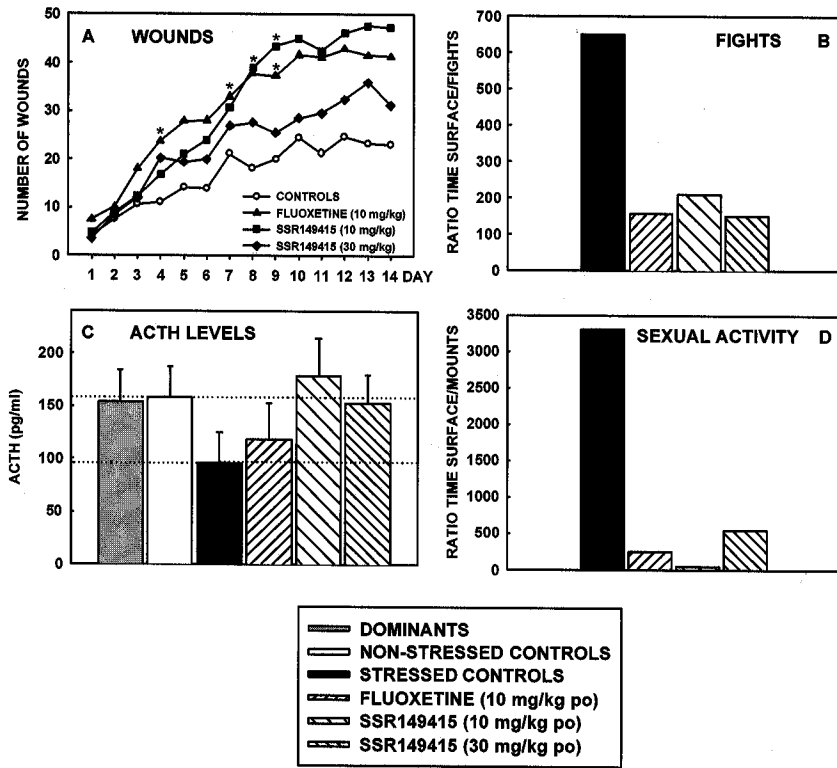 A WOUNDS
NUMBER OF WOUNDS
50
40
30
20
10
0
* * * * *
CONTROLS
FLUOXETINE (10 mg/kg)
SSR149415 (10 mg/kg)
SSR149415 (30 mg/kg)
1 2 3 4 5 6 7 8 9 10 11 12 13 14 DAY
FIGHTS B
RATIO TIME SURFACE/FIGHTS
700
600
500
400
300
200
100
0
C ACTH LEVELS
ACTH (pg/ml)
200
150
100
50
0
SEXUAL ACTIVITY D
RATIO TIME SURFACE/MOUNTS
3500
3000
2500
2000
1500
1000
500
0
DOMINANTS
NON-STRESSED CONTROLS
STRESSED CONTROLS
FLUOXETINE (10 mg/kg po)
SSR149415 (10 mg/kg po)
SSR149415 (30 mg/kg po)